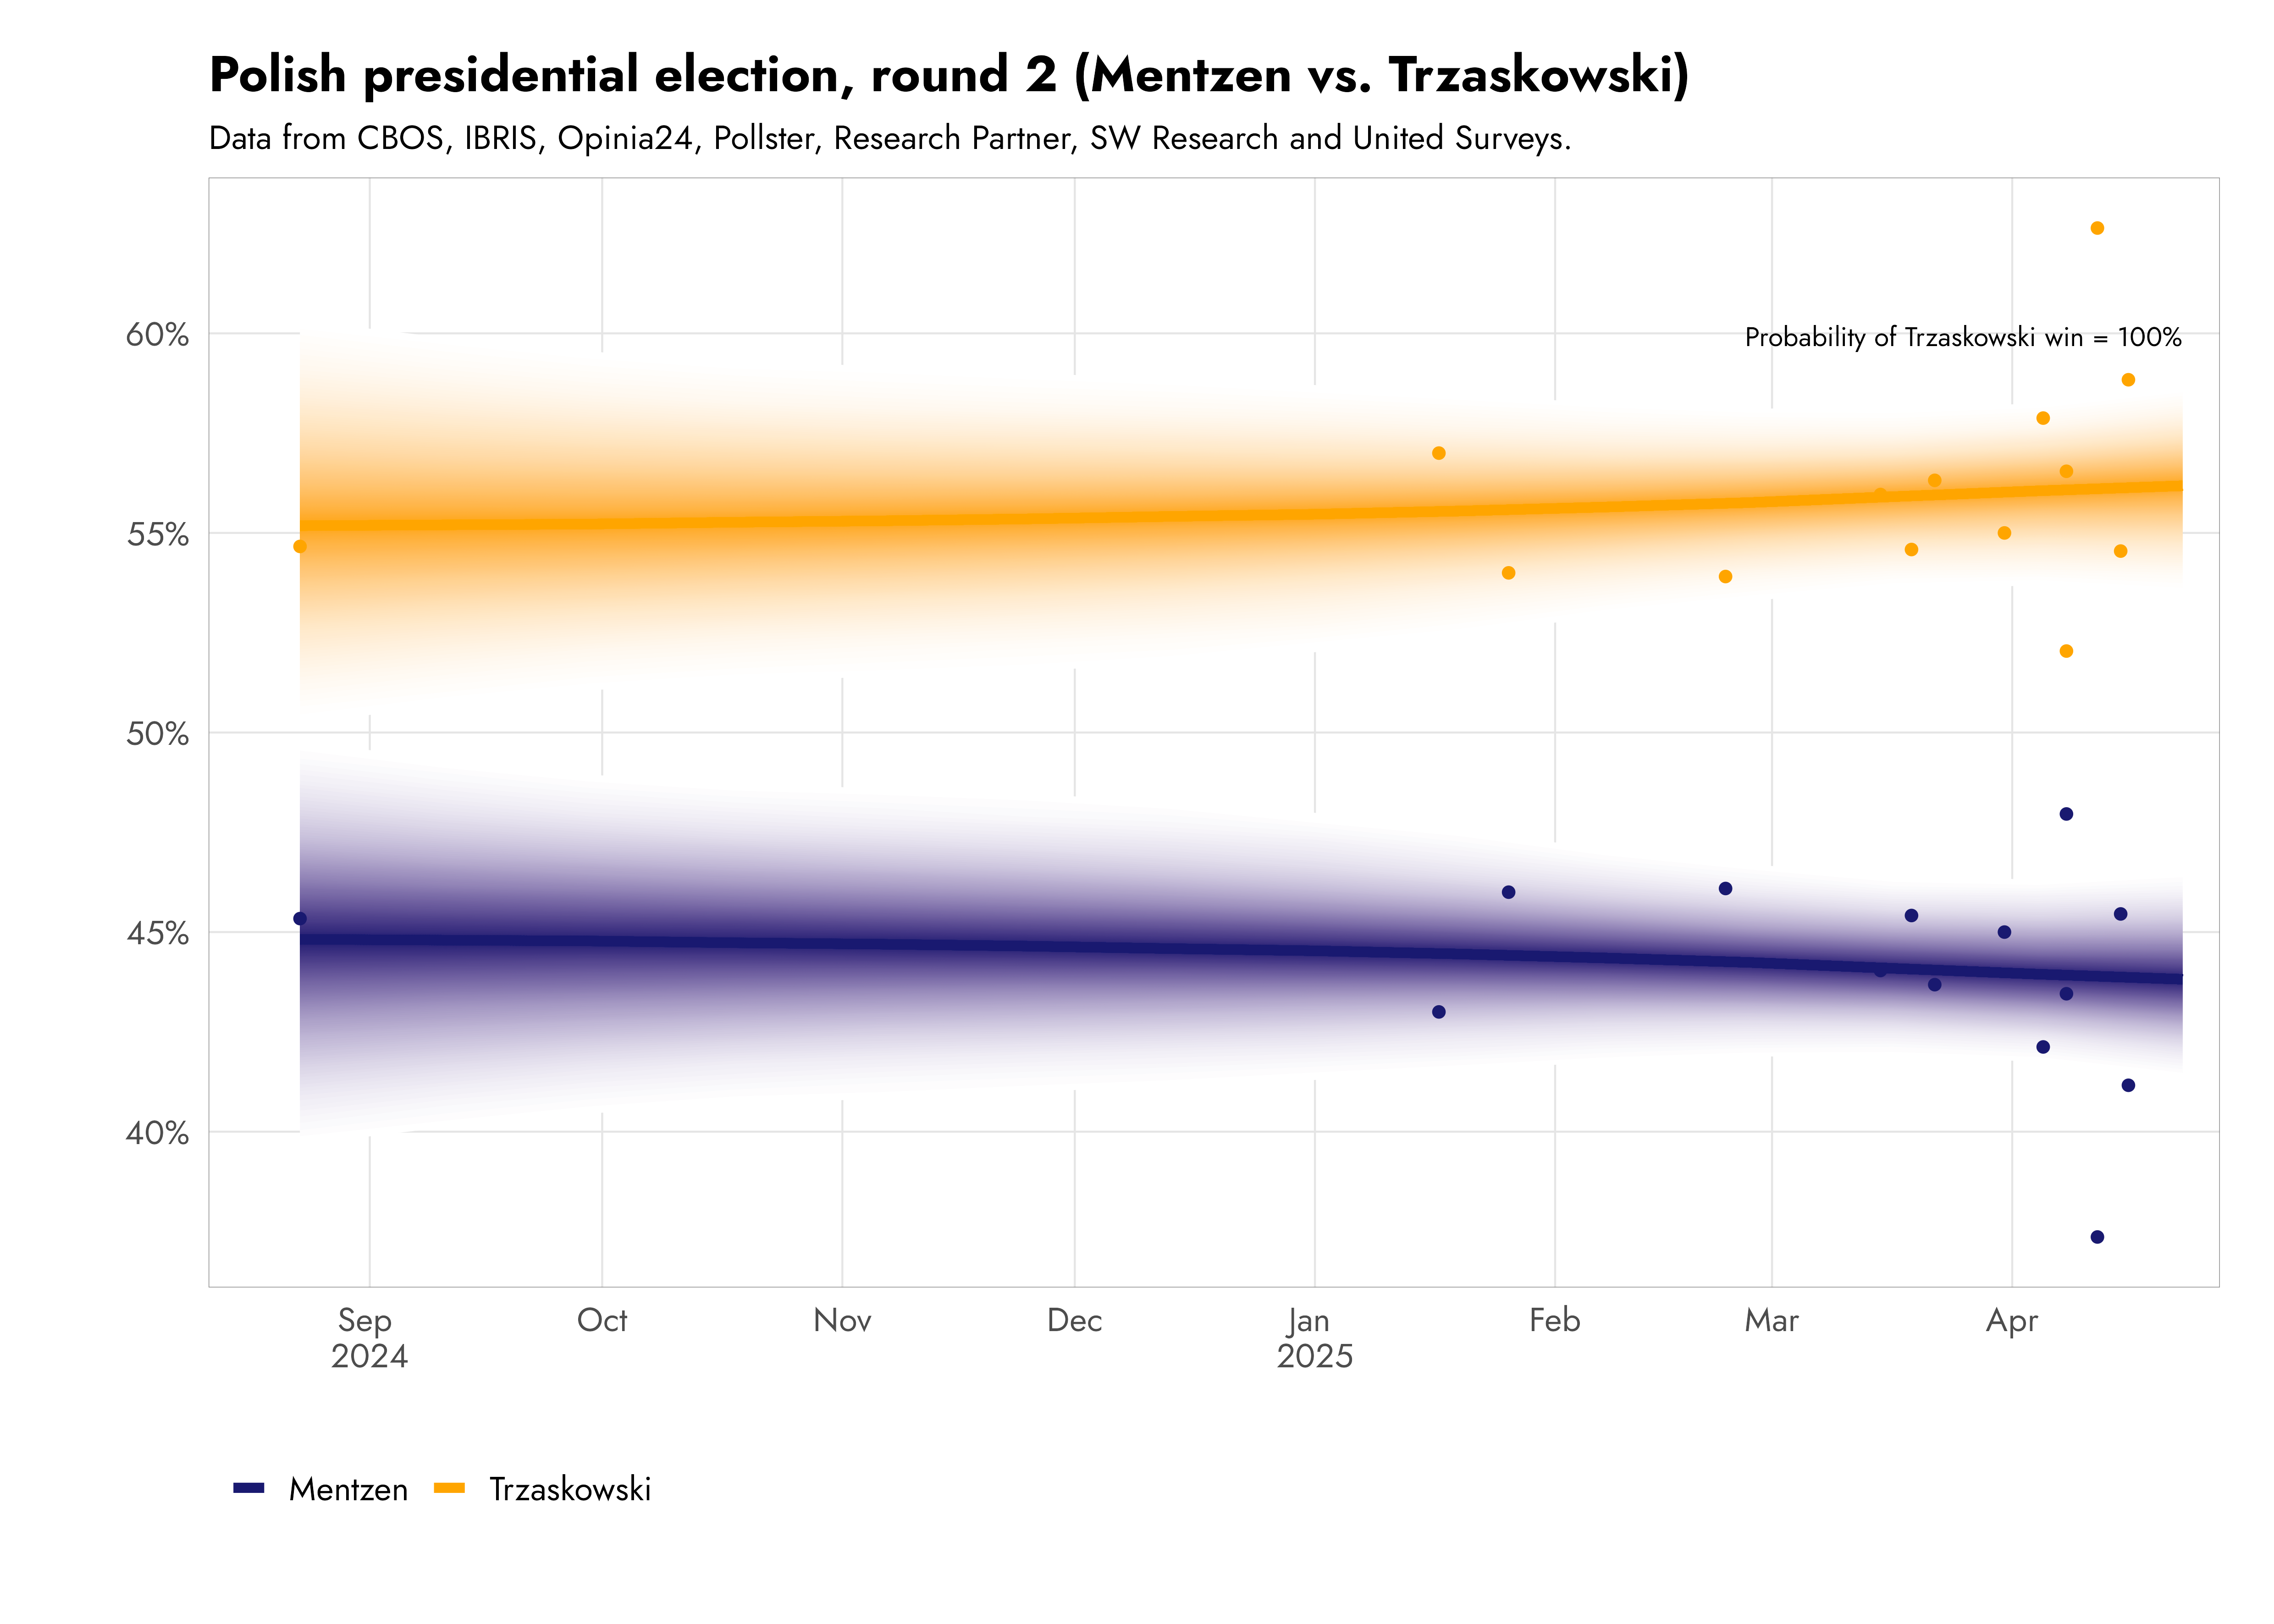 Polish presidential election, round 2 (Mentzen vs. Trzaskowski)
Data from CBOS, IBRIS, Opinia24, Pollster, Research Partner, SW Research and United Surveys.
60%
Probability of Trzaskowski win = 100%
55%
50%
45%
40%
Sep Oct Nov Dec Jan Feb Mar Apr
2024 2025
Mentzen Trzaskowski